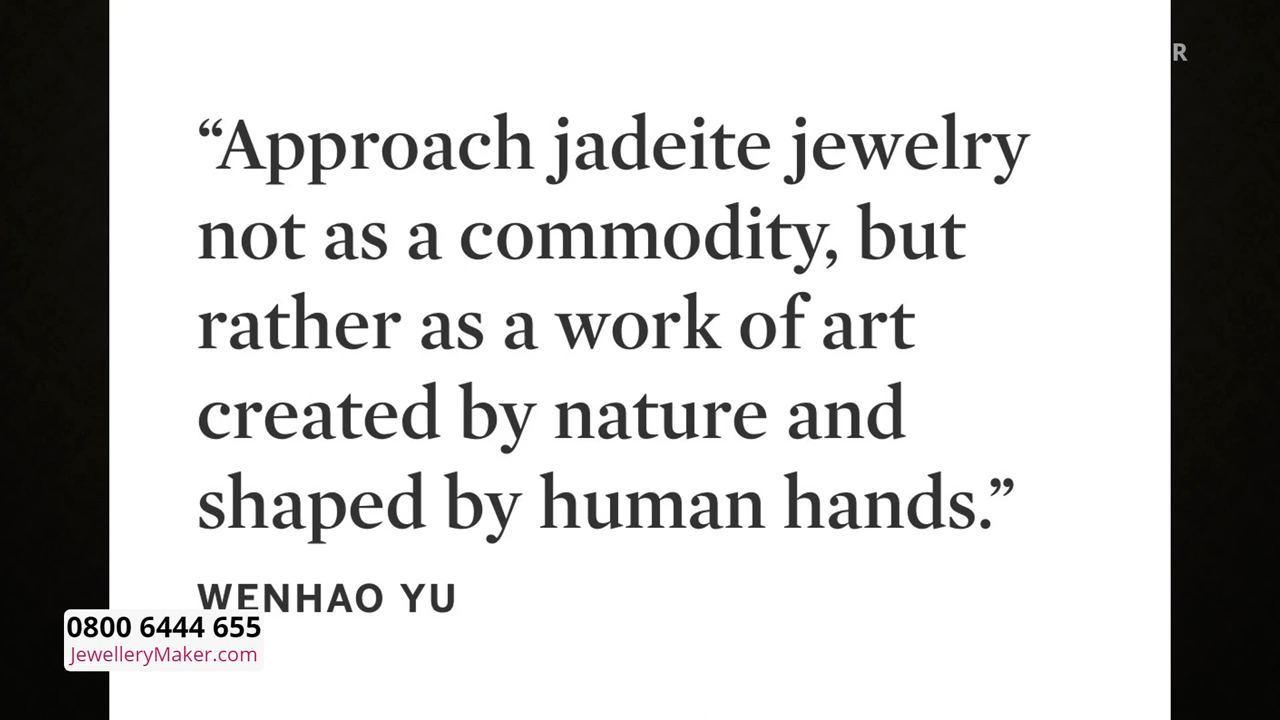 R
“Approach jadeite jewelry
not as a commodity, but
rather as a work of art
created by nature and
shaped by human hands.”
WENHAO YU
0800 6444 655
JewelleryMaker.com